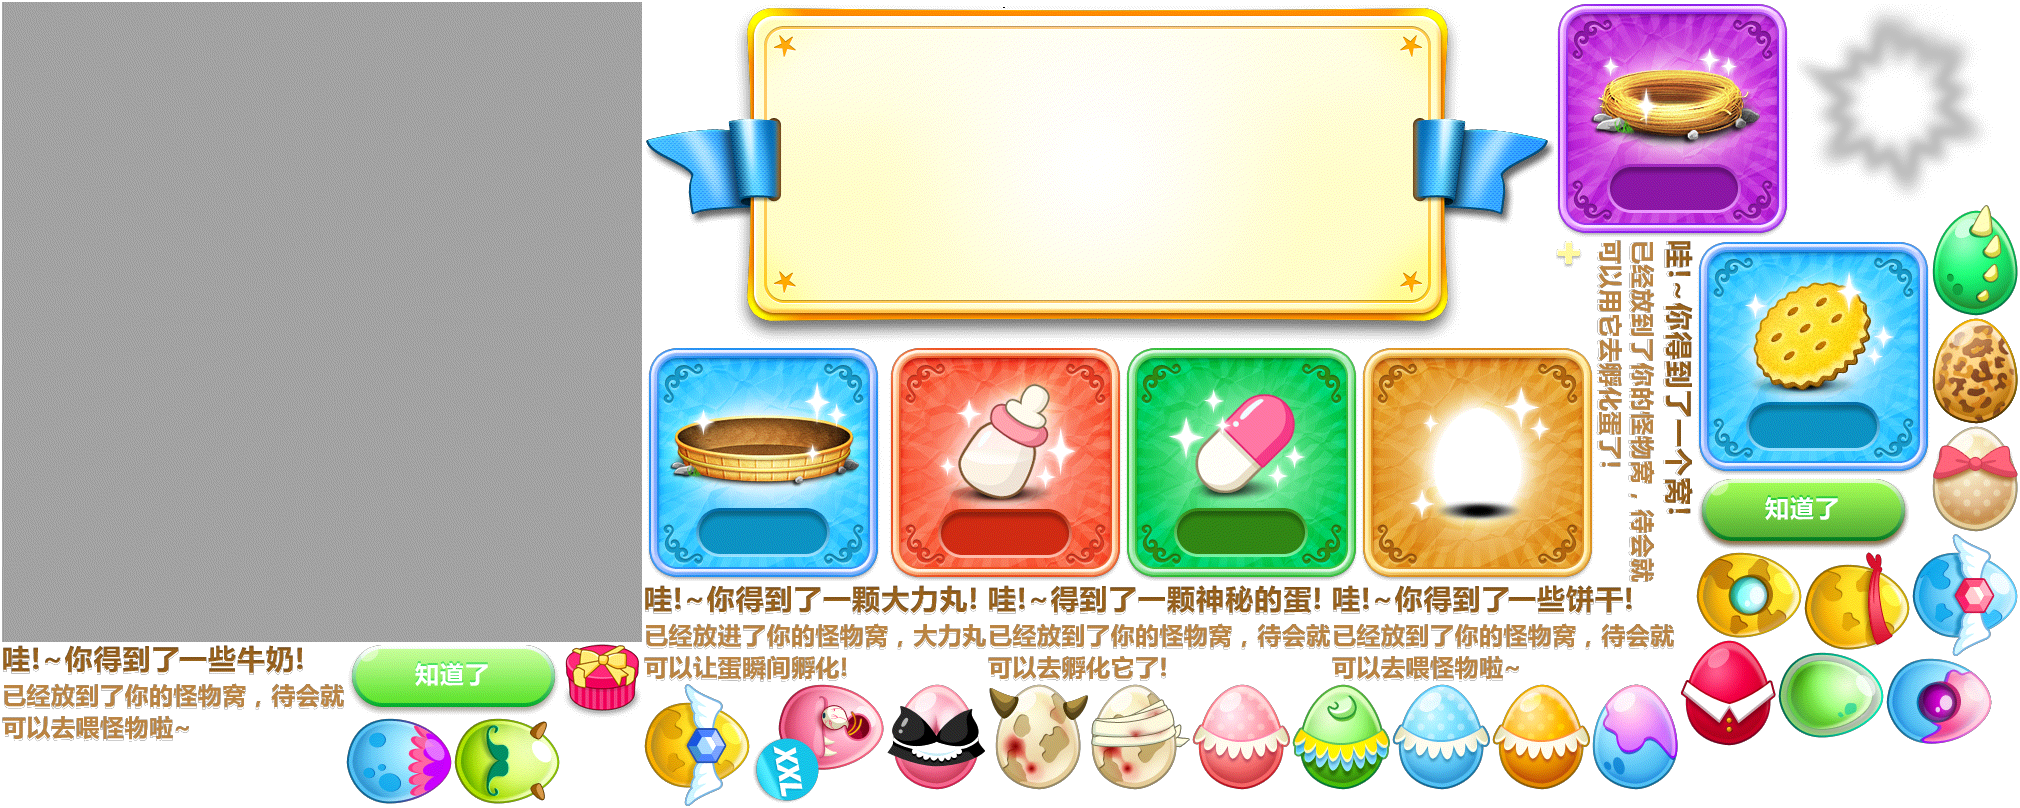 哇!~你得到了一个窝!
已经放到了你的怪物窝，待会就
可以用它去孵化蛋了!
知道了
哇!~你得到了一颗大力丸!
已经放进了你的怪物窝，大力丸
可以让蛋瞬间孵化!
哇!~得到了一颗神秘的蛋!
已经放到了你的怪物窝，待会就
可以去孵化它了!
哇!~你得到了一些饼干!
已经放到了你的怪物窝，待会就
可以去喂怪物啦~
哇!~你得到了一些牛奶!
已经放到了你的怪物窝，待会就
可以去喂怪物啦~
知道了
XXL